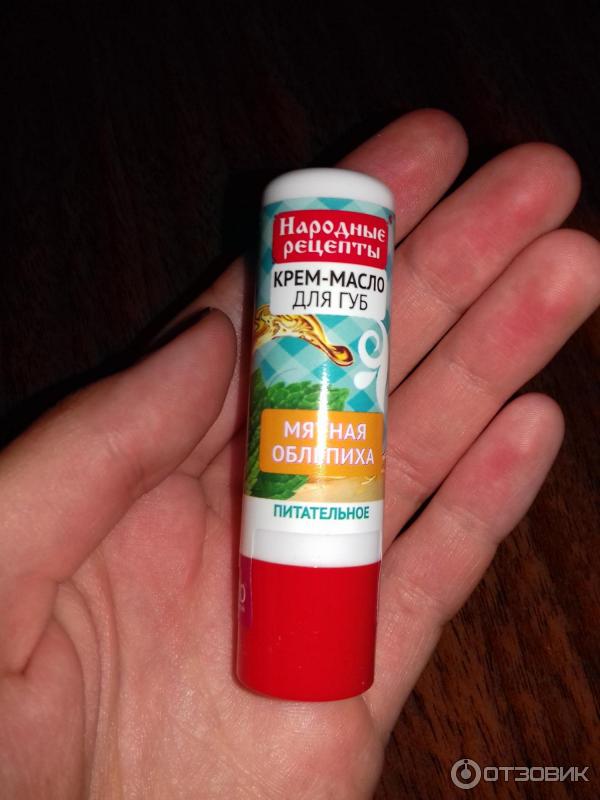 Народные
рецепты
КРЕМ-МАСЛО
ДЛЯ ГУБ
МЯТНАЯ
ОБЛЕПИХА
ПИТАТЕЛЬНОЕ
ОТЗОВИК